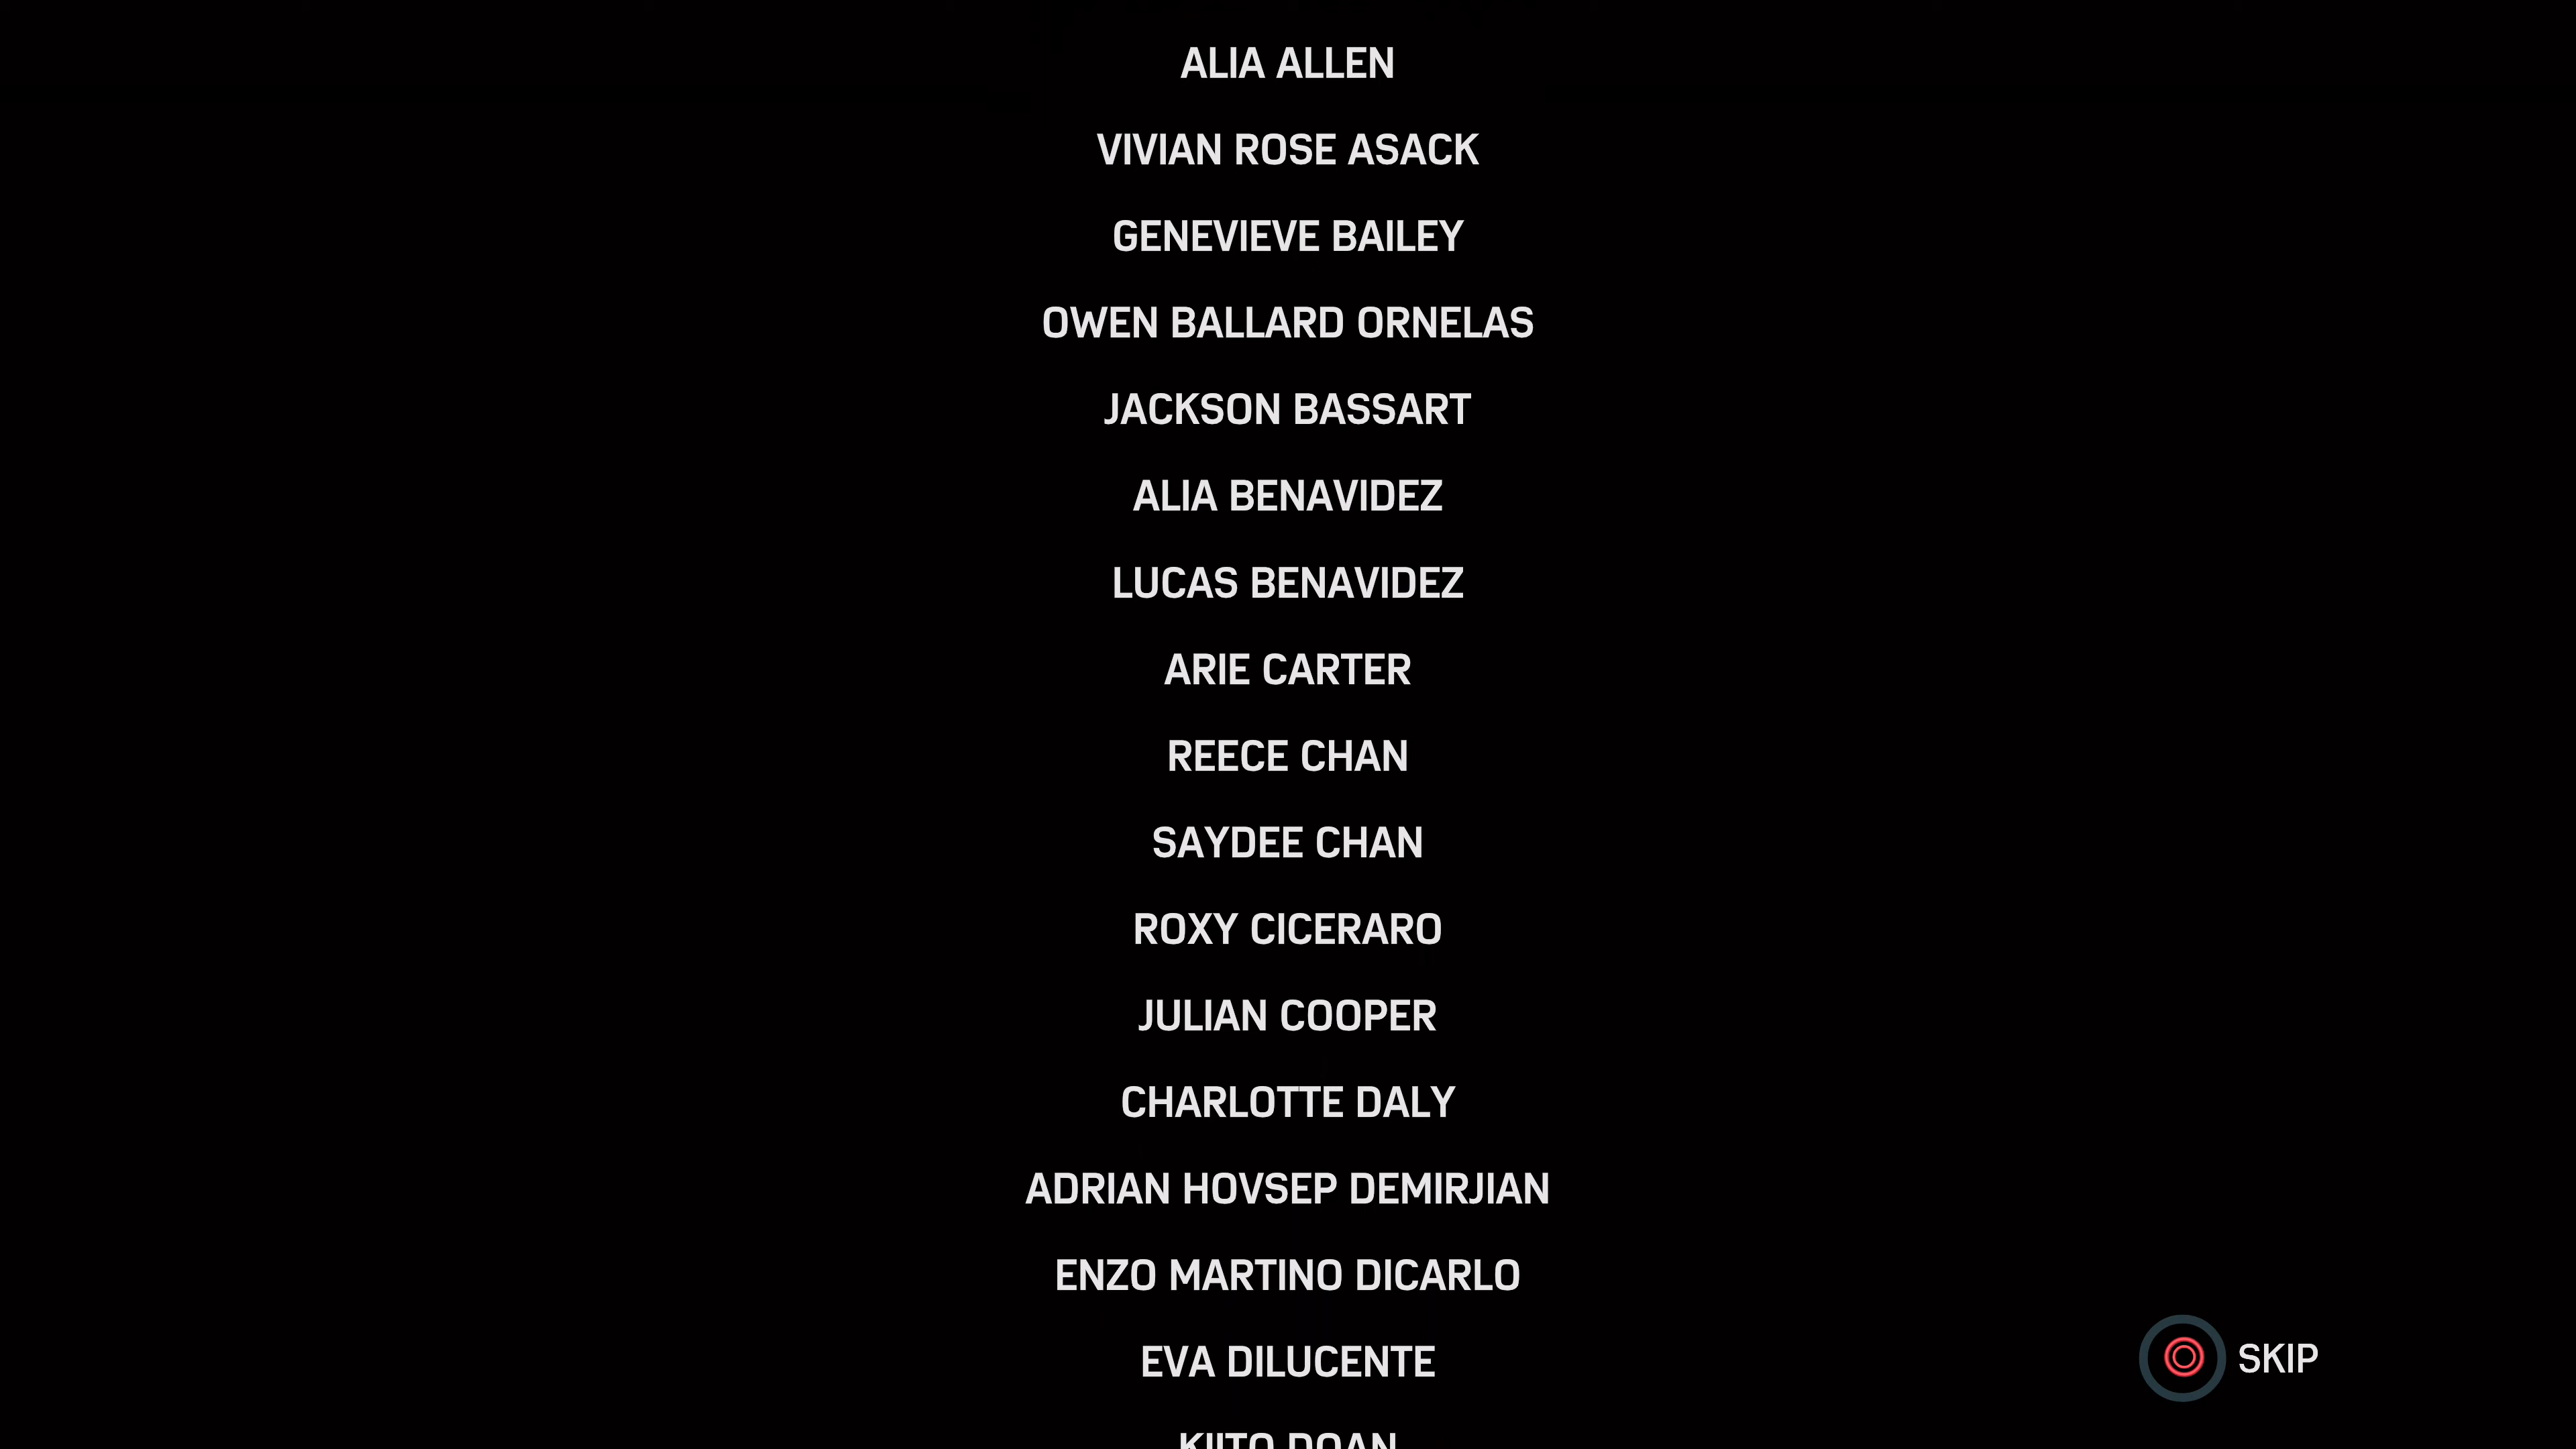 ALIA ALLEN
VIVIAN ROSE ASACK
GENEVIEVE BAILEY
OWEN BALLARD ORNELAS
JACKSON BASSART
ALIA BENAVIDEZ
LUCAS BENAVIDEZ
ARIE CARTER
REECE CHAN
SAYDEE CHAN
ROXY CICERARO
JULIAN COOPER
CHARLOTTE DALY
ADRIAN HOVSEP DEMIRJIAN
ENZO MARTINO DICARLO
EVA DILUCENTE
SKIP
DOAN